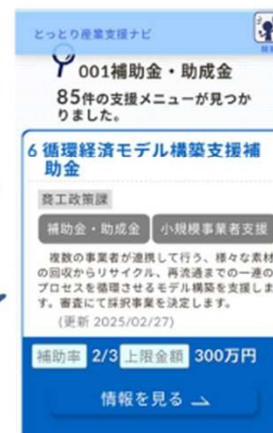 とっとり産業支援ナビ
001補助金・助成金
85件の支援メニューが見つか
りました。
6 循環経済モデル構築支援補
助金
商工政策課
補助金・助成金 小規模事業者支援
複数の事業者が連携して行う、様々な素材
の回収からリサイクル、再流通までの一連の
プロセスを循環させるモデル構築を支援しま
す。審査にて採択事業を決定します。
(更新 2025/02/27)
補助率 2/3 上限金額 300万円
情報を見る